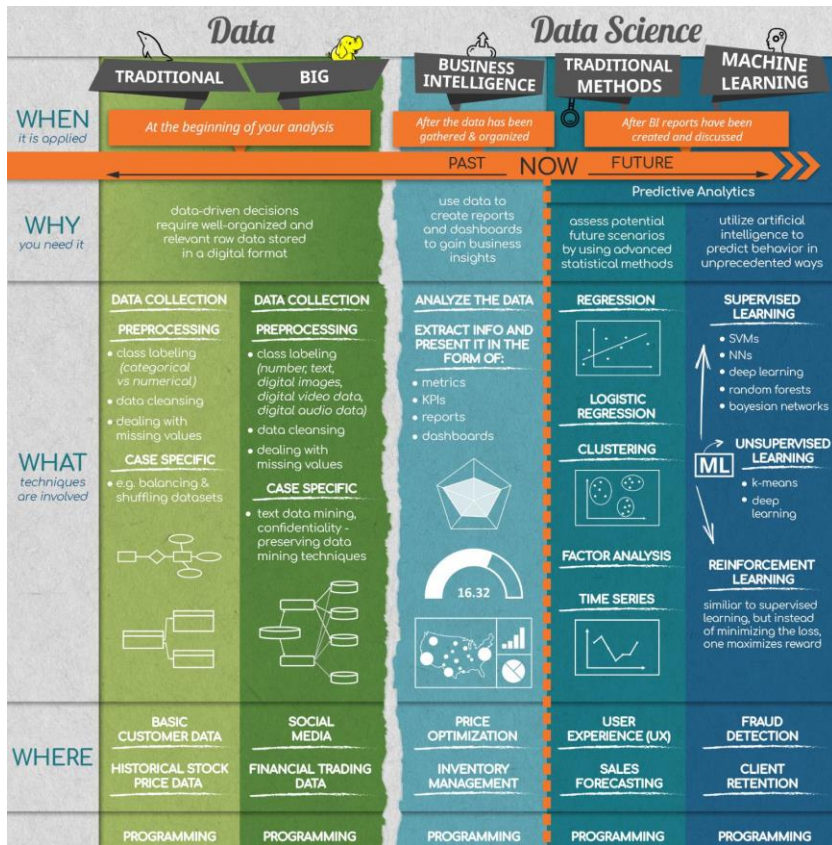 Data
Data Science
TRADITIONAL
BIG
BUSINESS
INTELLIGENCE
TRADITIONAL
METHODS
MACHINE
LEARNING
WHEN
it is applied
At the beginning of your analysis
After the data has been
gathered & organized
After BI reports have been
created and discussed
PAST
NOW
FUTURE
Predictive Analytics
WHY
you need it
data-driven decisions
require well-organized and
relevant raw data stored
in a digital format
use data to
create reports
and dashboards
to gain business
insights
assess potential
future scenarios
by using advanced
statistical methods
utilize artificial
intelligence to
predict behavior in
unprecedented ways
WHAT
techniques
are involved
DATA COLLECTION
PREPROCESSING
• class labeling
(categorical
vs numerical)
• data cleansing
• dealing with
missing values
CASE SPECIFIC
• e.g. balancing &
shuffling datasets
DATA COLLECTION
PREPROCESSING
• class labeling
(number, text,
digital images,
digital video data,
digital audio data)
• data cleansing
• dealing with
missing values
CASE SPECIFIC
• text data mining,
confidentiality -
preserving data
mining techniques
ANALYZE THE DATA
EXTRACT INFO AND
PRESENT IT IN THE
FORM OF:
• metrics
• KPIs
• reports
• dashboards
16.32
REGRESSION
LOGISTIC
REGRESSION
CLUSTERING
FACTOR ANALYSIS
TIME SERIES
SUPERVISED
LEARNING
• SVMs
• NNs
• deep learning
• random forests
• bayesian networks
ML
UNSUPERVISED
LEARNING
• k-means
• deep
learning
REINFORCEMENT
LEARNING
similiar to supervised
learning, but instead
of minimizing the loss,
one maximizes reward
WHERE
BASIC
CUSTOMER DATA
HISTORICAL STOCK
PRICE DATA
SOCIAL
MEDIA
FINANCIAL TRADING
DATA
PRICE
OPTIMIZATION
INVENTORY
MANAGEMENT
USER
EXPERIENCE (UX)
SALES
FORECASTING
FRAUD
DETECTION
CLIENT
RETENTION
PROGRAMMING
PROGRAMMING
PROGRAMMING
PROGRAMMING
PROGRAMMING